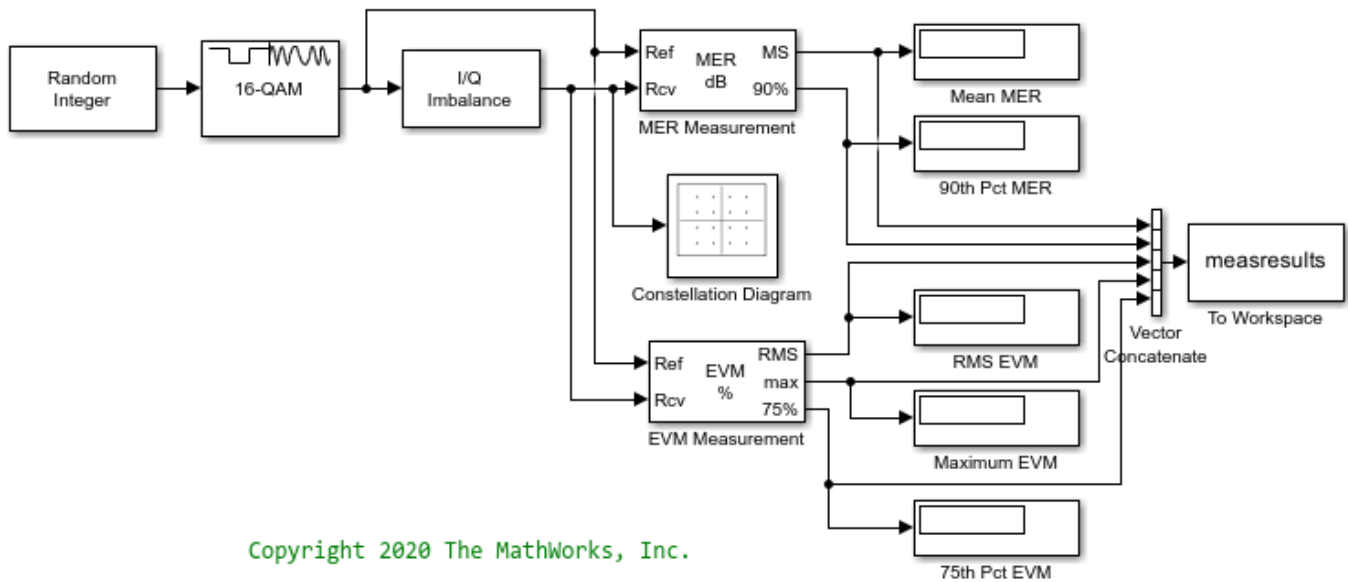 Random
Integer
16-QAM
I/Q
Imbalance
Ref
Rcv
MER
dB
MS
90%
MER Measurement
Mean MER
90th Pct MER
Constellation Diagram
measresults
To Workspace
Vector
Concatenate
Ref
Rcv
EVM
%
RMS
max
75%
EVM Measurement
RMS EVM
Maximum EVM
75th Pct EVM
Copyright 2020 The MathWorks, Inc.